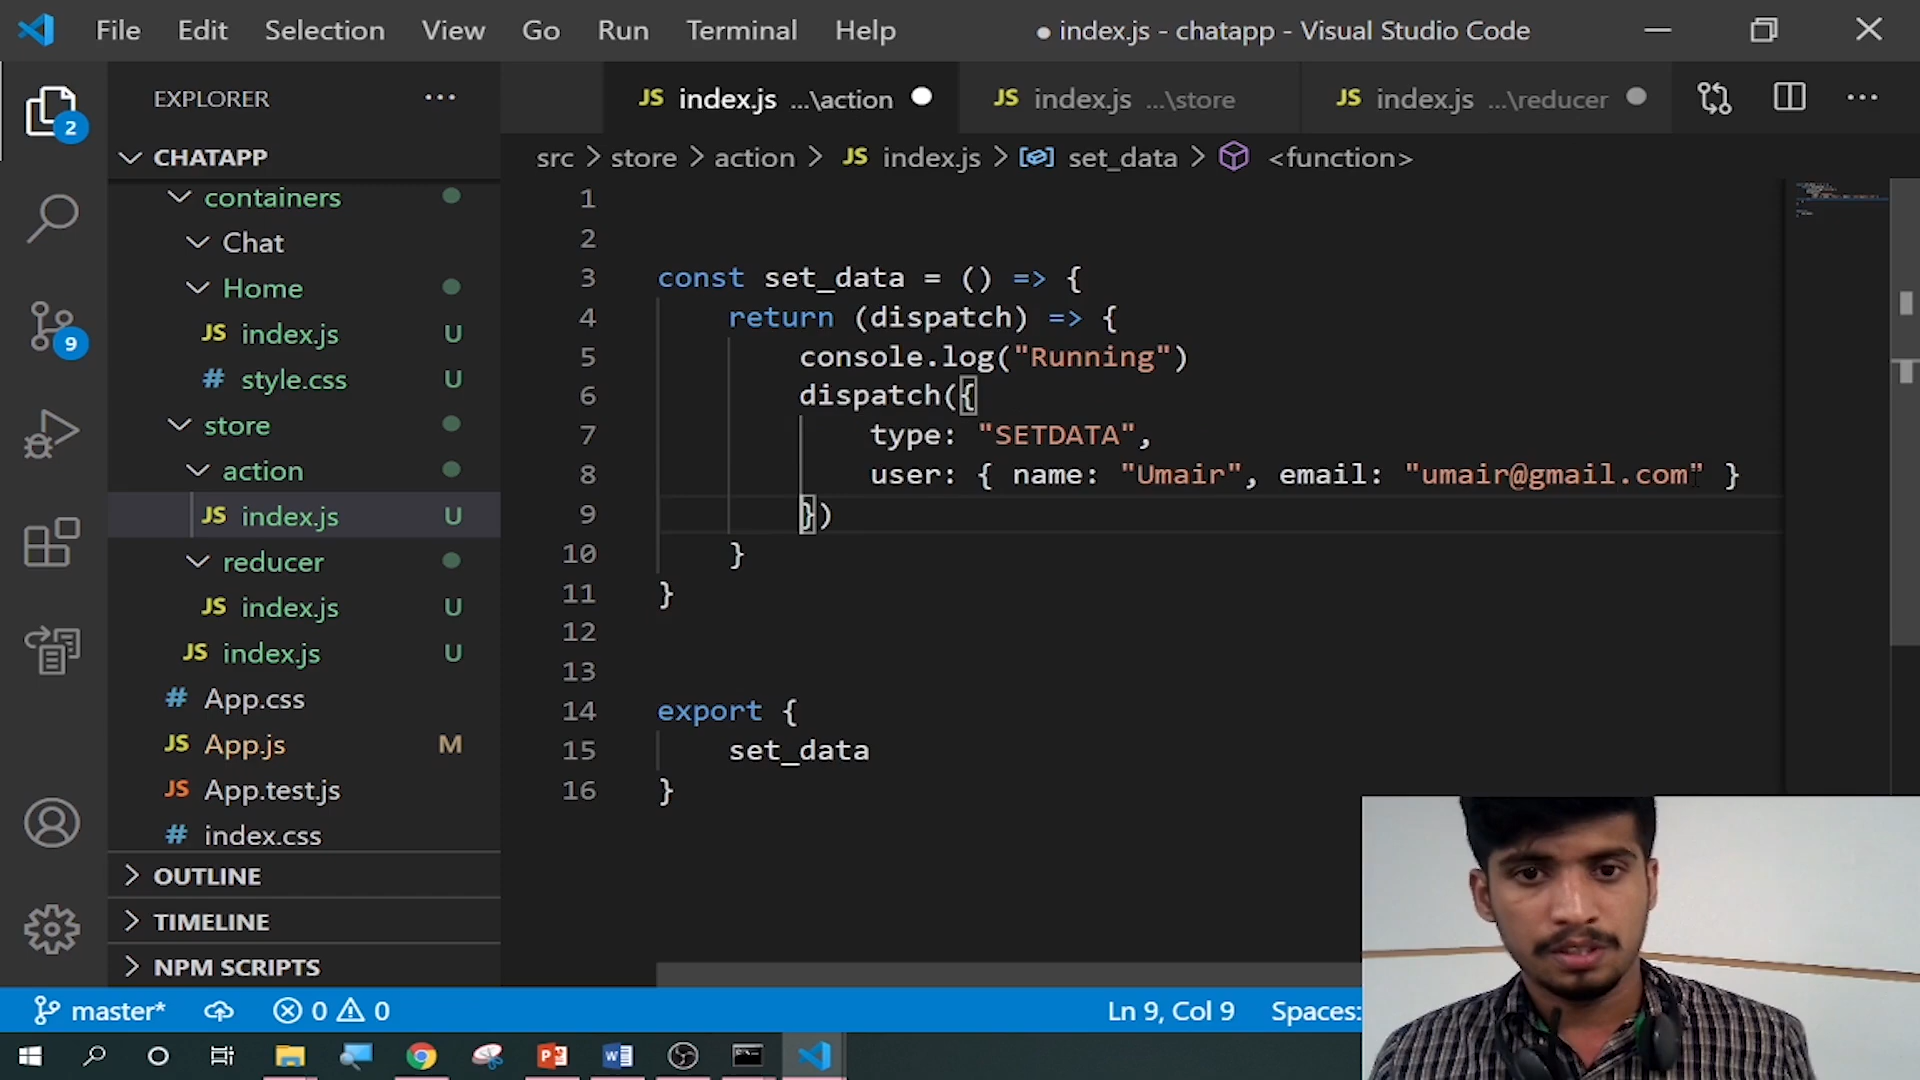 File Edit Selection View Go Run Terminal Help ● index.js - chatapp - Visual Studio Code
EXPLORER ···
JS index.js ...\action
JS index.js ...\store
JS index.js ...\reducer
CHATAPP
src > store > action > JS index.js > set_data > <function>
containers
Chat
Home
JS index.js U
# style.css U
store
action
JS index.js U
reducer
JS index.js U
JS index.js U
# App.css
JS App.js M
JS App.test.js
# index.css
OUTLINE
TIMELINE
NPM SCRIPTS
2
9
1
2
3 const set_data = () => {
4 return (dispatch) => {
5 console.log("Running")
6 dispatch({
7 type: "SETDATA",
8 user: { name: "Umair", email: "umair@gmail.com" }
9 })
10 }
11 }
12
13
14 export {
15 set_data
16 }
master* 0 0 Ln 9, Col 9 Spaces: